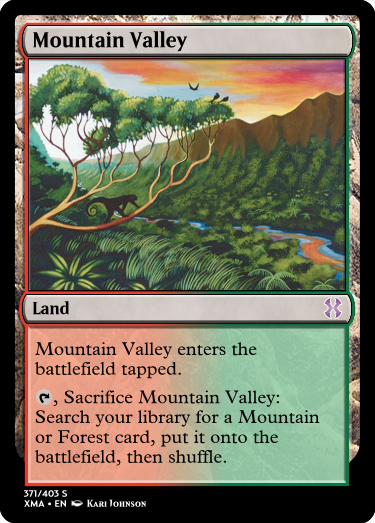 Mountain Valley
Land
Mountain Valley enters the
battlefield tapped.
, Sacrifice Mountain Valley:
Search your library for a Mountain
or Forest card, put it onto the
battlefield, then shuffle.
371/403 S
XMA • EN Kari Johnson